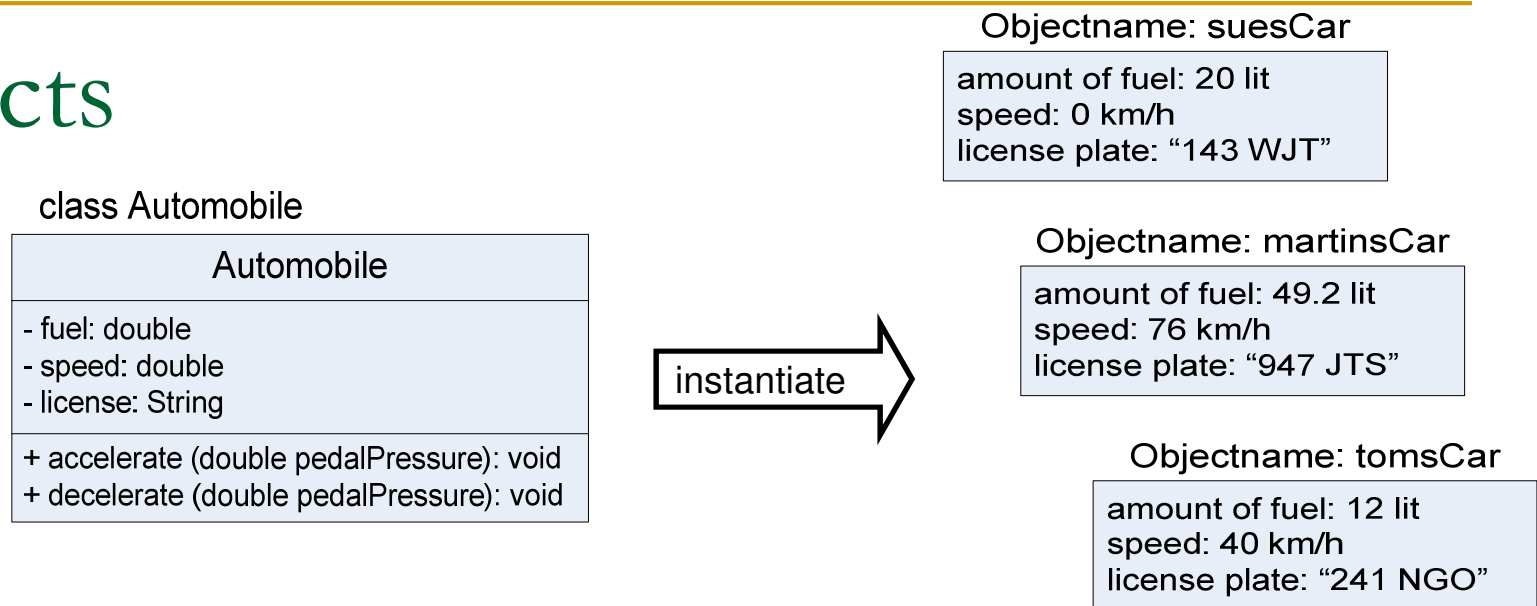 cts
class Automobile
Automobile
- fuel: double
- speed: double
- license: String
+ accelerate (double pedalPressure): void
+ decelerate (double pedalPressure): void
instantiate
Objectname: suesCar
amount of fuel: 20 lit
speed: 0 km/h
license plate: “143 WJT”
Objectname: martinsCar
amount of fuel: 49.2 lit
speed: 76 km/h
license plate: “947 JTS”
Objectname: tomsCar
amount of fuel: 12 lit
speed: 40 km/h
license plate: “241 NGO”